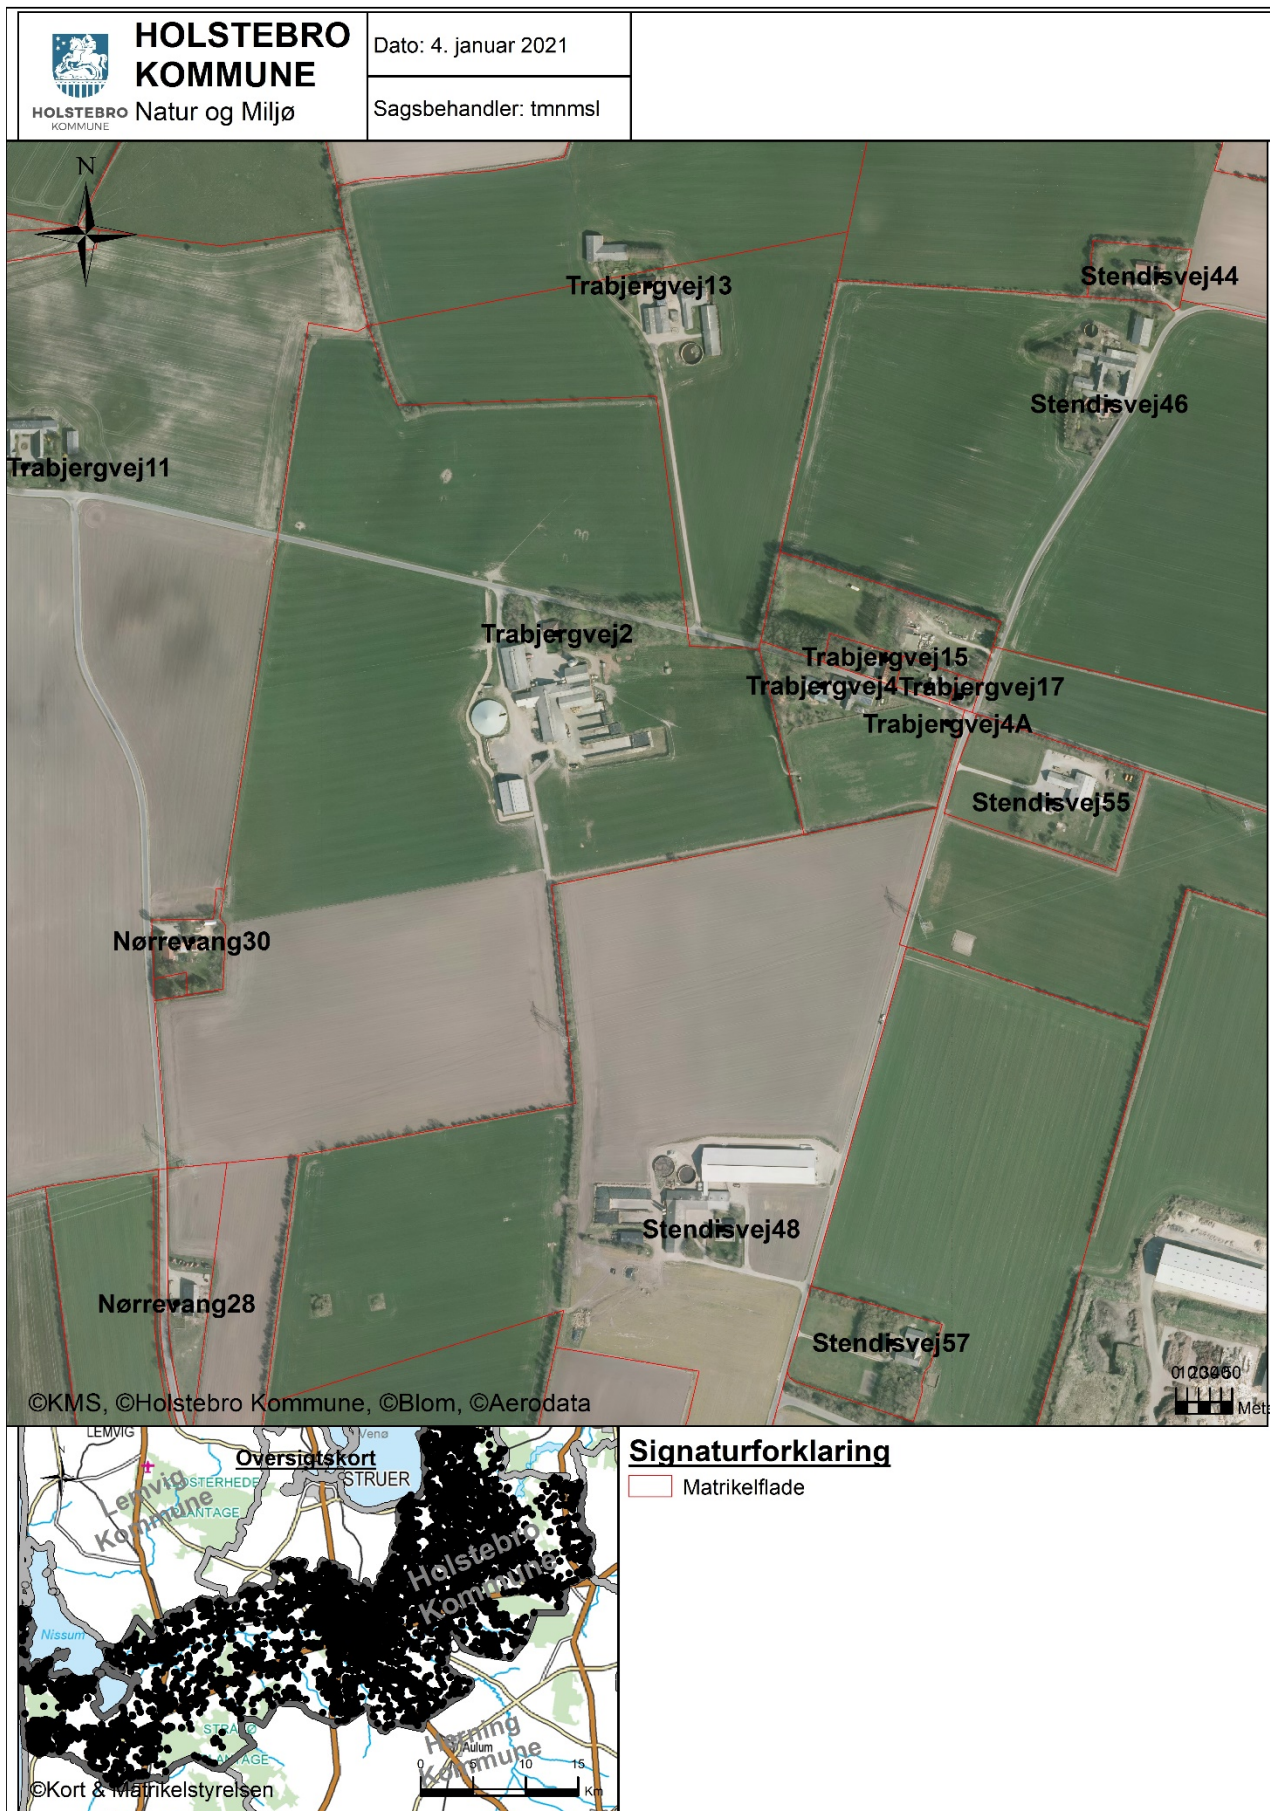 HOLSTEBRO
KOMMUNE
HOLSTEBRO
KOMMUNE
Natur og Miljø
Dato: 4. januar 2021
Sagsbehandler: tmnmsl
N
Trabjergvej13
Stendisvej44
Stendisvej46
Trabjergvej11
Trabjergvej2
Trabjergvej15
Trabjergvej4
Trabjergvej17
Trabjergvej4A
Stendisvej55
Nørrevang30
Stendisvej48
Nørrevang28
Stendisvej57
©KMS, ©Holstebro Kommune, ©Blom, ©Aerodata
Oversigtskort
LEMVIG
Venø
STRUER
Lemvig
Kommune
Holstebro
Kommune
Nissum
Herning
Kommune
Aulum
0 5 10 15
Km
©Kort & Matrikelstyrelsen
Signaturforklaring
Matrikelflade